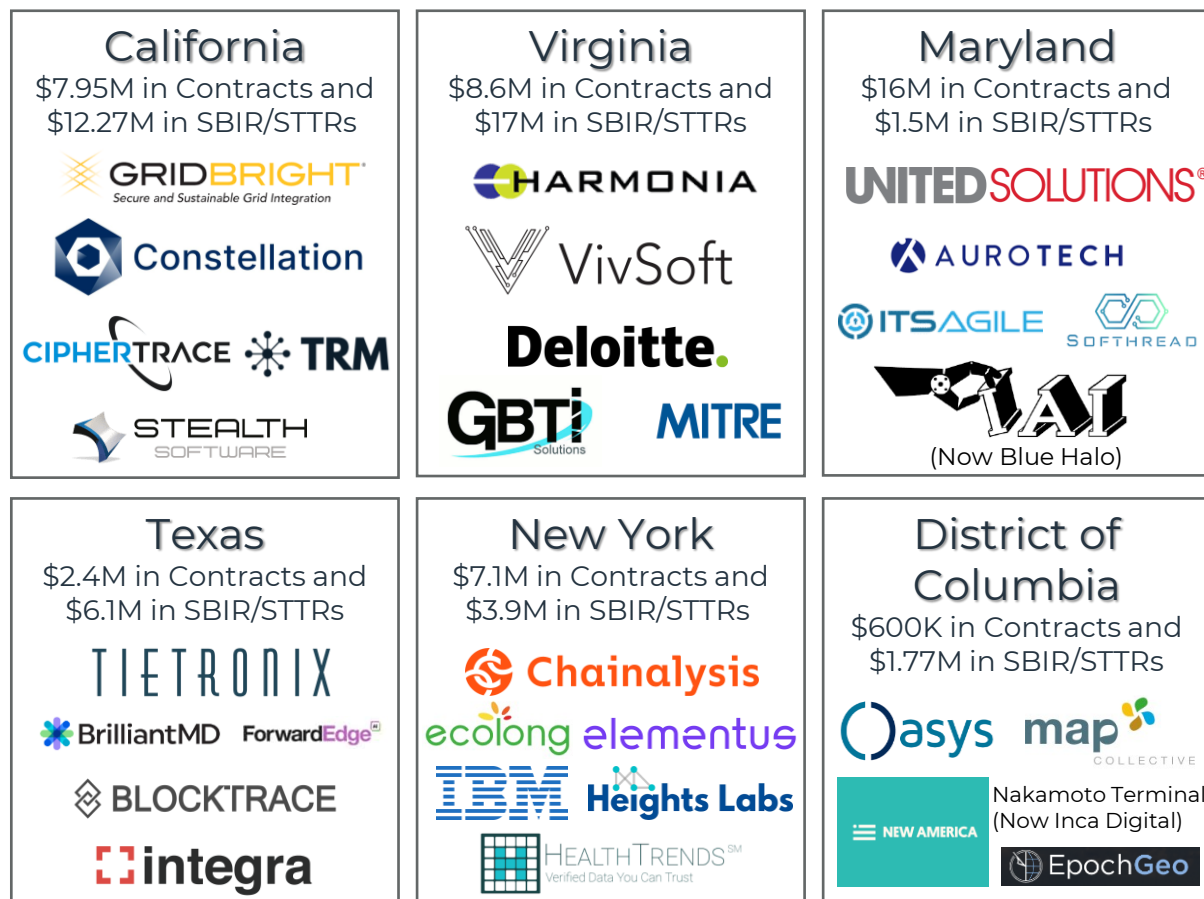 California
$7.95M in Contracts and
$12.27M in SBIR/STTRs
GRIDBRIGHT®
Secure and Sustainable Grid Integration
Constellation
CIPHERTRACE
TRM
STEALTH
SOFTWARE
Virginia
$8.6M in Contracts and
$17M in SBIR/STTRs
HARMONIA
VivSoft
Deloitte.
GBTi
Solutions
MITRE
Maryland
$16M in Contracts and
$1.5M in SBIR/STTRs
UNITED SOLUTIONS®
AUROTECH
ITSAGILE
SOFTHREAD
IAI
(Now Blue Halo)
Texas
$2.4M in Contracts and
$6.1M in SBIR/STTRs
TIETRONIX
BrilliantMD
ForwardEdge AI
BLOCKTRACE
integra
New York
$7.1M in Contracts and
$3.9M in SBIR/STTRs
Chainalysis
ecolong
elementus
IBM
Heights Labs
HEALTHTRENDS℠
Verified Data You Can Trust
District of
Columbia
$600K in Contracts and
$1.77M in SBIR/STTRs
Oasys
map
COLLECTIVE
NEW AMERICA
Nakamoto Terminal
(Now Inca Digital)
EpochGeo